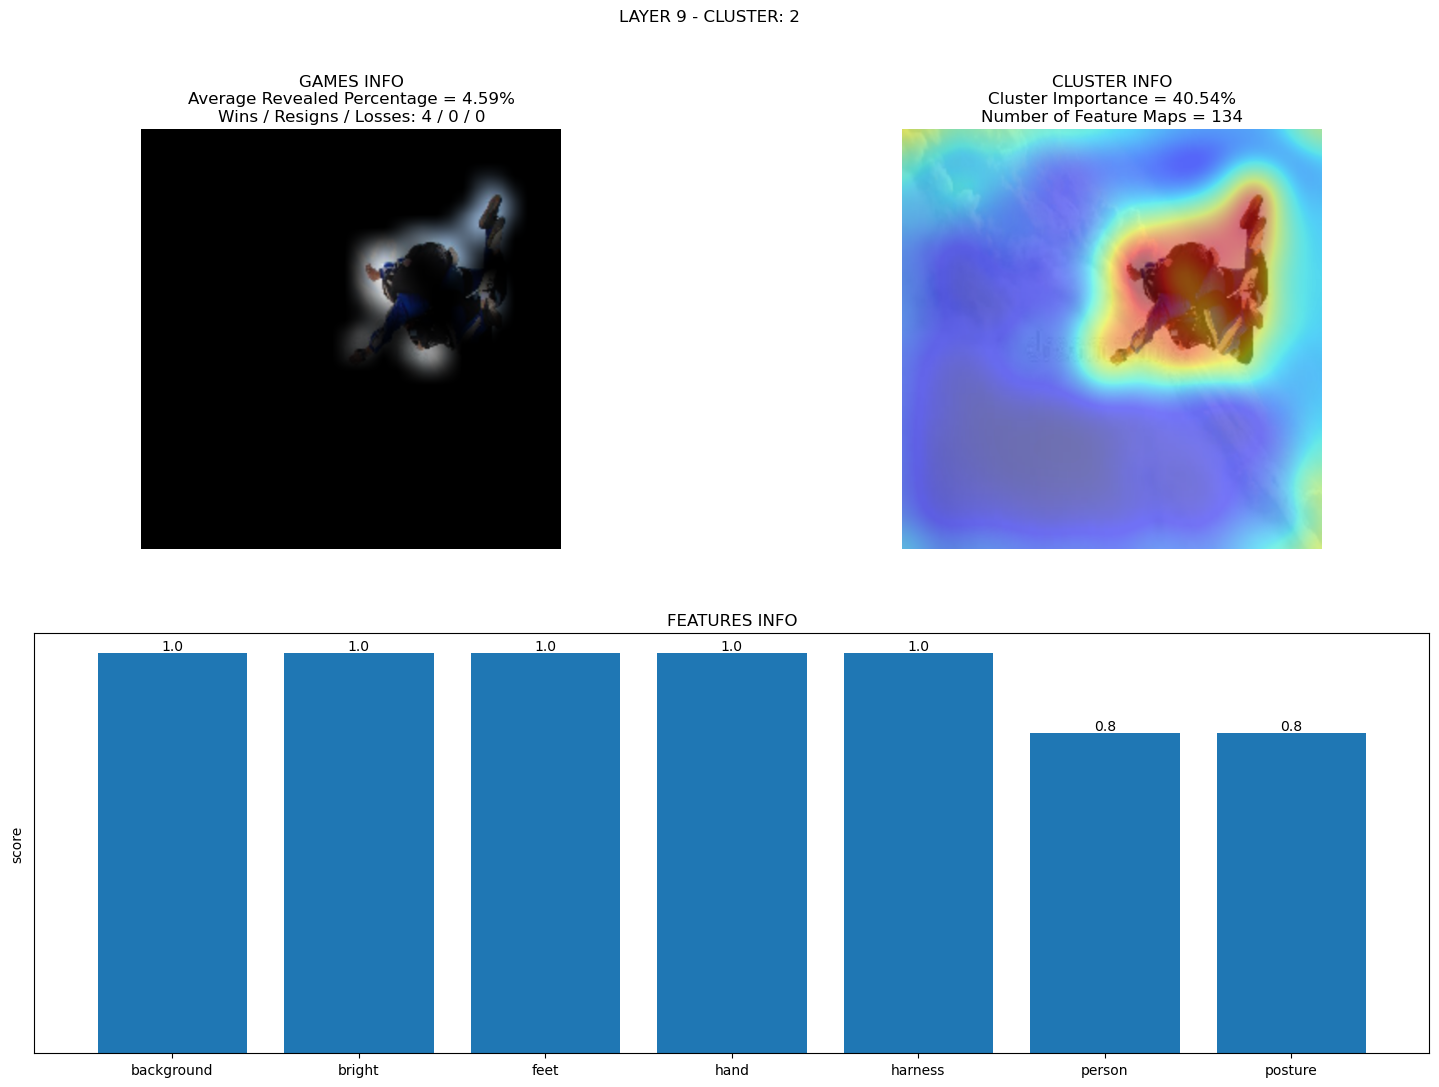 LAYER 9 - CLUSTER: 2
GAMES INFO
Average Revealed Percentage = 4.59%
Wins / Resigns / Losses: 4 / 0 / 0
CLUSTER INFO
Cluster Importance = 40.54%
Number of Feature Maps = 134
FEATURES INFO
score
1.0
1.0
1.0
1.0
1.0
0.8
0.8
background
bright
feet
hand
harness
person
posture